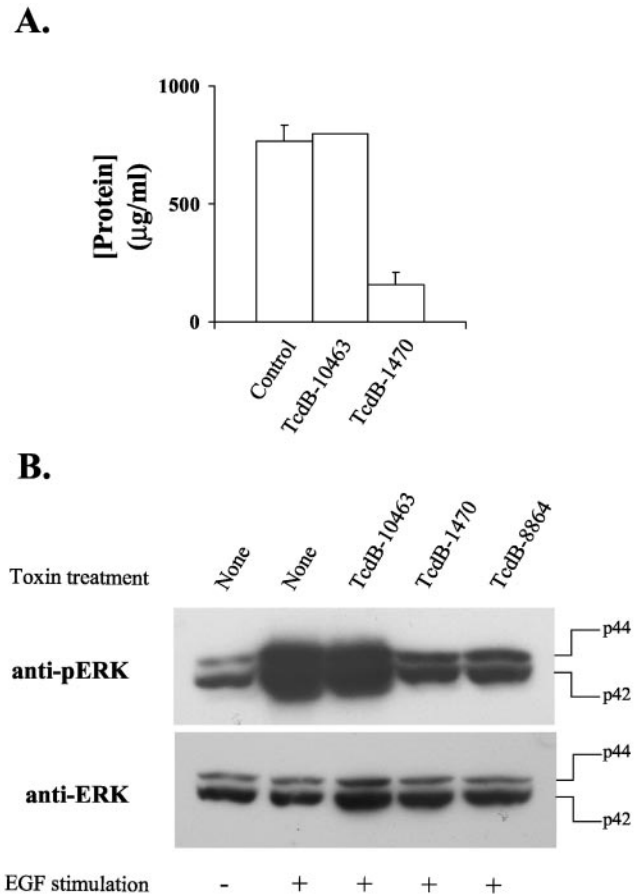 A.
1000
500
0
[Protein]
(μg/ml)
Control
TcdB-10463
TcdB-1470
B.
Toxin treatment
None
None
TcdB-10463
TcdB-1470
TcdB-8864
anti-pERK
p44
p42
anti-ERK
p44
p42
EGF stimulation - + + + +